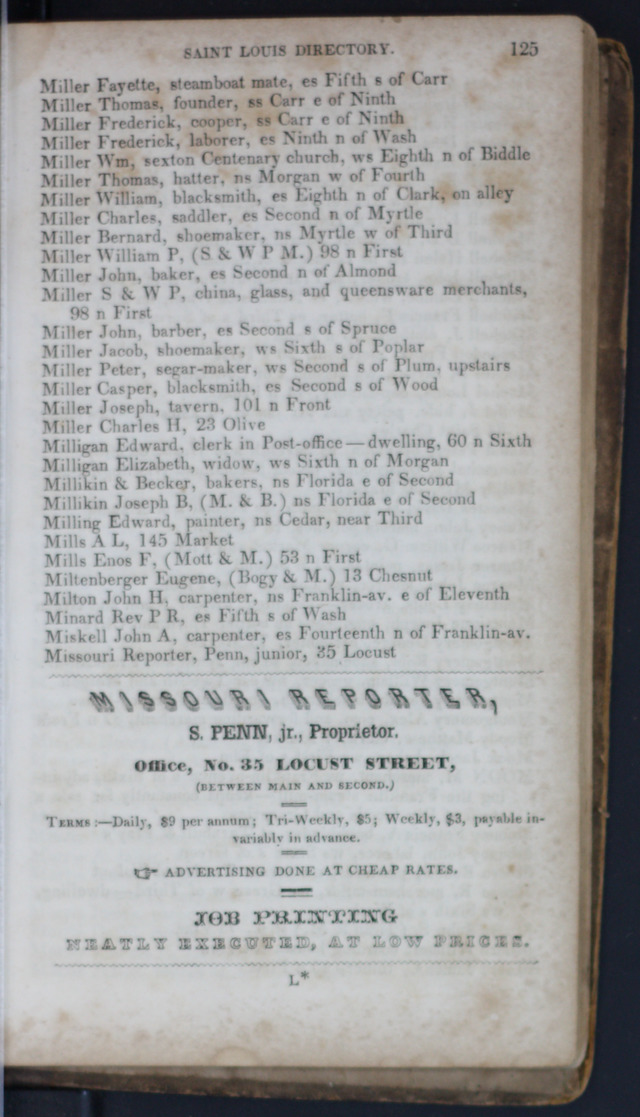 SAINT LOUIS DIRECTORY. 125
Miller Fayette, steamboat mate, es Fifth s of Carr
Miller Thomas, founder, ss Carr e of Ninth
Miller Frederick, cooper, ss Carr e of Ninth
Miller Frederick, laborer, es Ninth n of Wash
Miller Wm, sexton Centenary church, ws Eighth n of Biddle
Miller Thomas, hatter, ns Morgan w of Fourth
Miller William, blacksmith, es Eighth n of Clark, on alley
Miller Charles, saddler, es Second n of Myrtle
Miller Bernard, shoemaker, ns Myrtle w of Third
Miller William P, (S & W P M.) 98 n First
Miller John, baker, es Second n of Almond
Miller S & W P, china, glass, and queensware merchants,
98 n First
Miller John, barber, es Second s of Spruce
Miller Jacob, shoemaker, ws Sixth s of Poplar
Miller Peter, segar-maker, ws Second s of Plum, upstairs
Miller Casper, blacksmith, es Second s of Wood
Miller Joseph, tavern, 101 n Front
Miller Charles H, 23 Olive
Milligan Edward, clerk in Post-office—dwelling, 60 n Sixth
Milligan Elizabeth, widow, ws Sixth n of Morgan
Millikin & Becker, bakers, ns Florida e of Second
Millikin Joseph B, (M. & B.) ns Florida e of Second
Milling Edward, painter, ns Cedar, near Third
Mills A L, 145 Market
Mills Enos F, (Mott & M.) 53 n First
Miltenberger Eugene, (Bogy & M.) 13 Chesnut
Milton John H, carpenter, ns Franklin-av. e of Eleventh
Minard Rev P R, es Fifth s of Wash
Miskell John A, carpenter, es Fourteenth n of Franklin-av.
Missouri Reporter, Penn, junior, 35 Locust
MISSOURI REPORTER,
S. PENN, jr., Proprietor.
Office, No. 35 LOCUST STREET,
(BETWEEN MAIN AND SECOND.)
TERMS:—Daily, $9 per annum; Tri-Weekly, $5; Weekly, $3, payable in-
variably in advance.
☞ ADVERTISING DONE AT CHEAP RATES.
JOB PRINTING
NEATLY EXECUTED, AT LOW PRICES.
L*